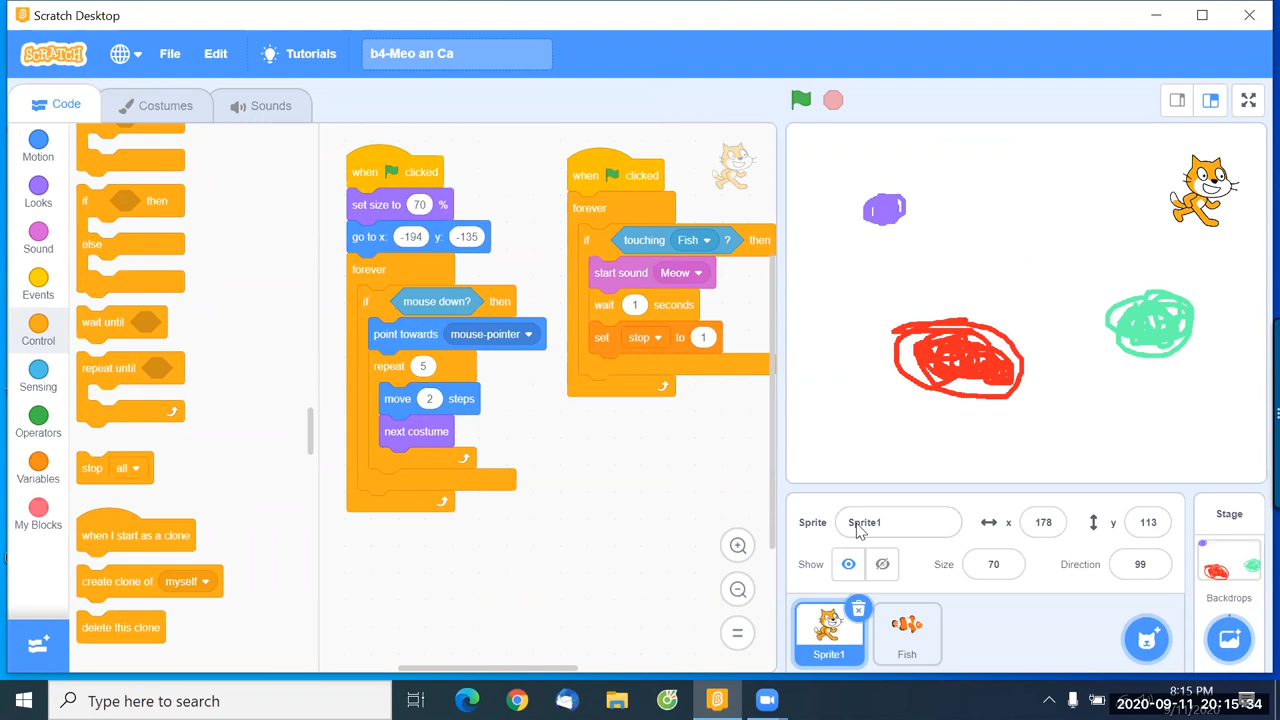 Scratch Desktop
SCRATCH
File
Edit
Tutorials
b4-Meo an Ca
Code
Costumes
Sounds
Motion
Looks
Sound
Events
Control
Sensing
Operators
Variables
My Blocks
if then
else
wait until
repeat until
stop all
when I start as a clone
create clone of myself
delete this clone
when clicked
set size to 70 %
go to x: -194 y: -135
forever
if mouse down? then
point towards mouse-pointer
repeat 5
move 2 steps
next costume
when clicked
forever
if touching Fish ? then
start sound Meow
wait 1 seconds
set stop to 1
Sprite Sprite1 x 178 y 113
Show Size 70 Direction 99
Sprite1
Fish
Stage
Backdrops
Type here to search
8:15 PM
2020-09-11 20:15:34